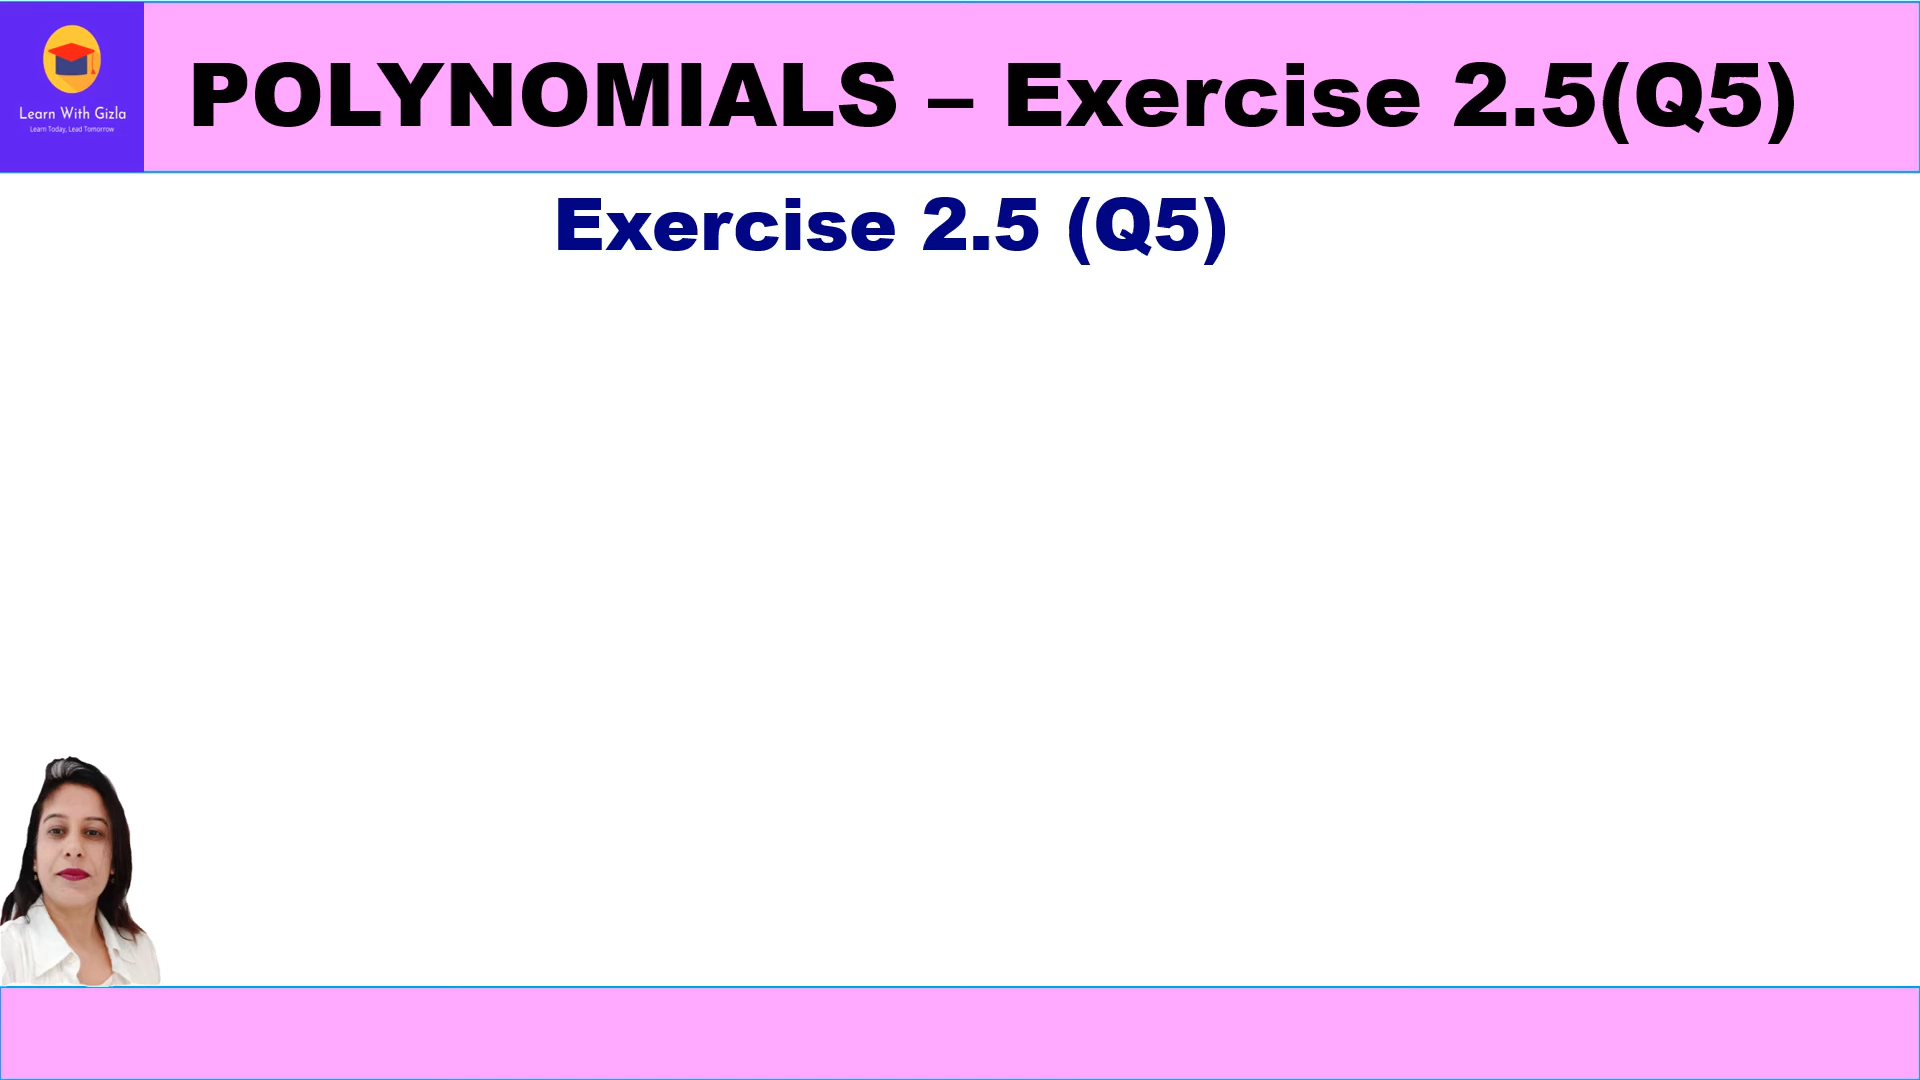 Learn With Gizla
Learn Today, Lead Tomorrow
POLYNOMIALS – Exercise 2.5(Q5)
Exercise 2.5 (Q5)